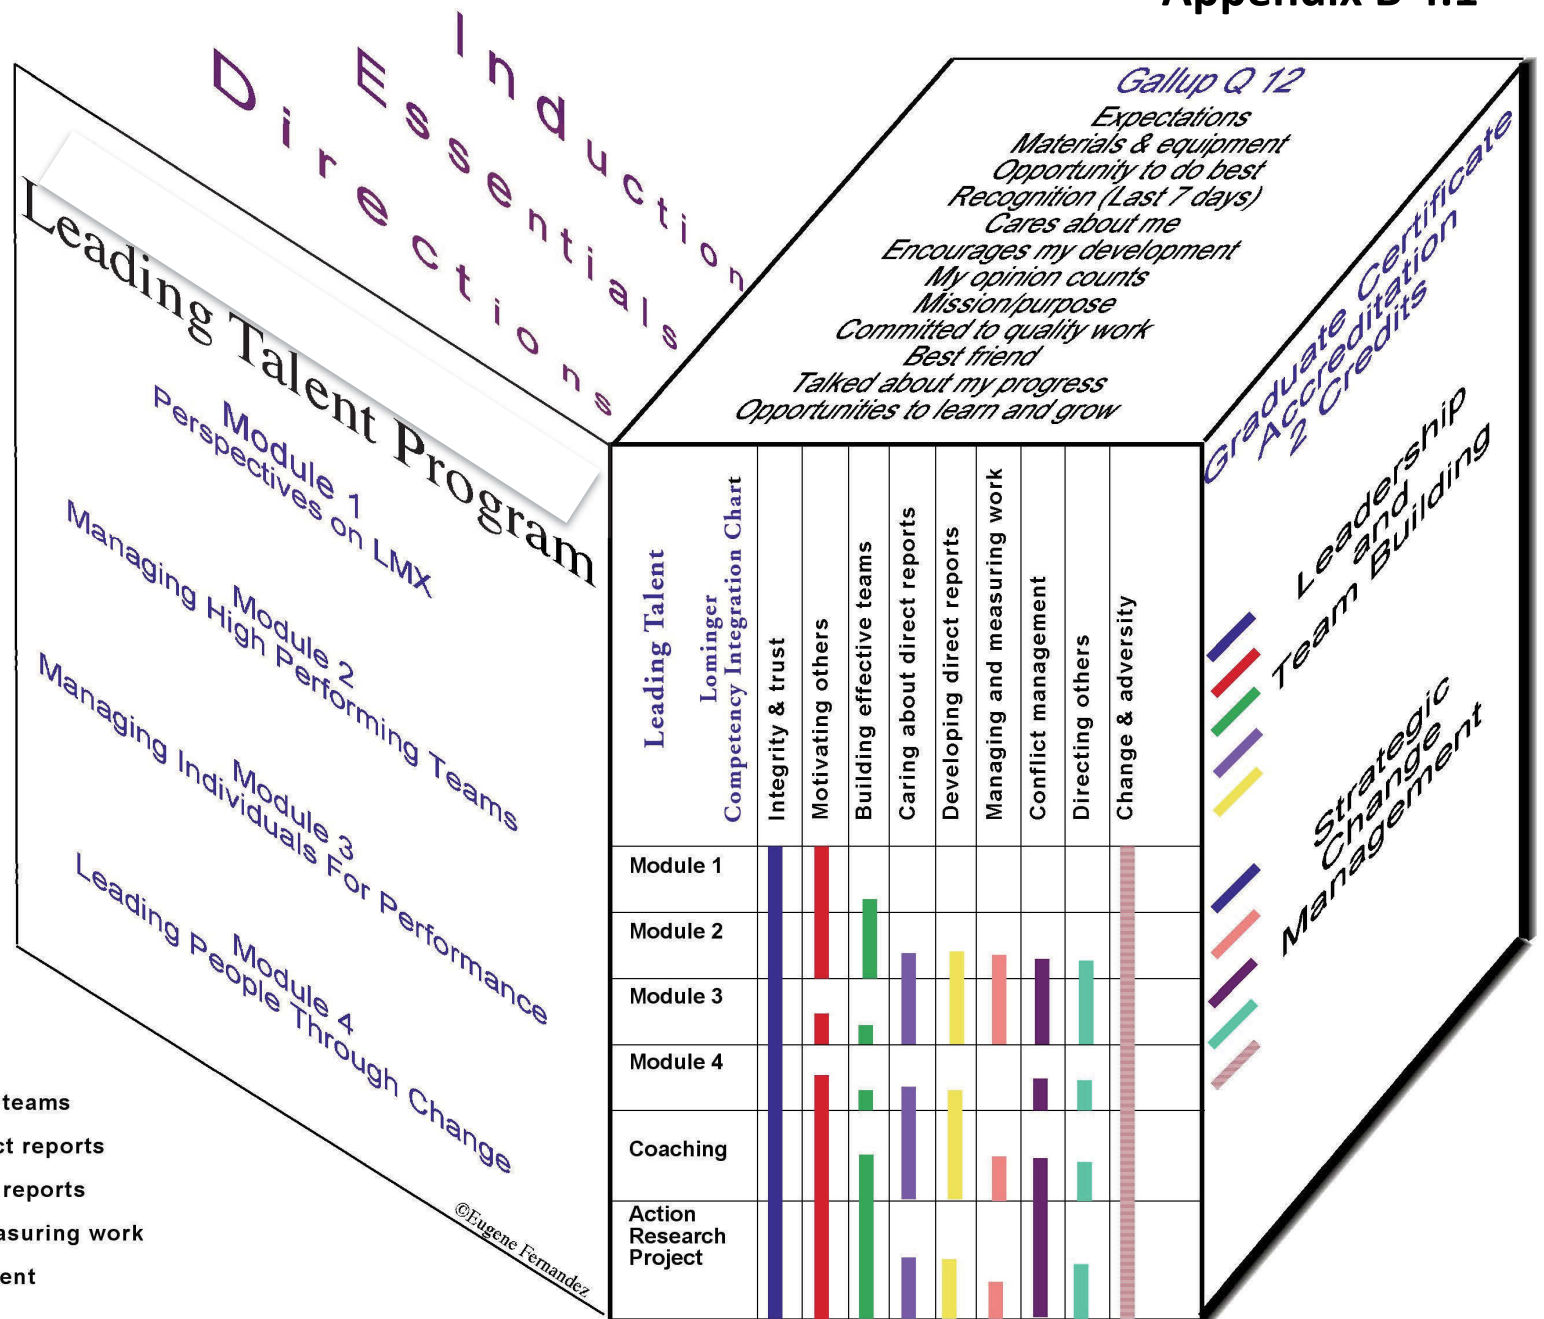 Appendix B 4.1
Induction
Essentials
Directions
Gallup Q 12
Expectations
Materials & equipment
Opportunity to do best
Recognition (Last 7 days)
Cares about me
Encourages my development
My opinion counts
Mission/purpose
Committed to quality work
Best friend
Talked about my progress
Opportunities to learn and grow
Leading Talent Program
Module 1
Perspectives on LMX
Module 2
Managing High Performing Teams
Module 3
Managing Individuals For Performance
Module 4
Leading People Through Change
©Eugene Fernandez
Leading Talent
Lominger
Competency Integration Chart
Integrity & trust
Motivating others
Building effective teams
Caring about direct reports
Developing direct reports
Managing and measuring work
Conflict management
Directing others
Change & adversity
Module 1
Module 2
Module 3
Module 4
Coaching
Action
Research
Project
Graduate Certificate
Accreditation
2 Credits
Leadership
and
Team Building
Strategic
Change
Management
teams
ct reports
reports
asuring work
ent